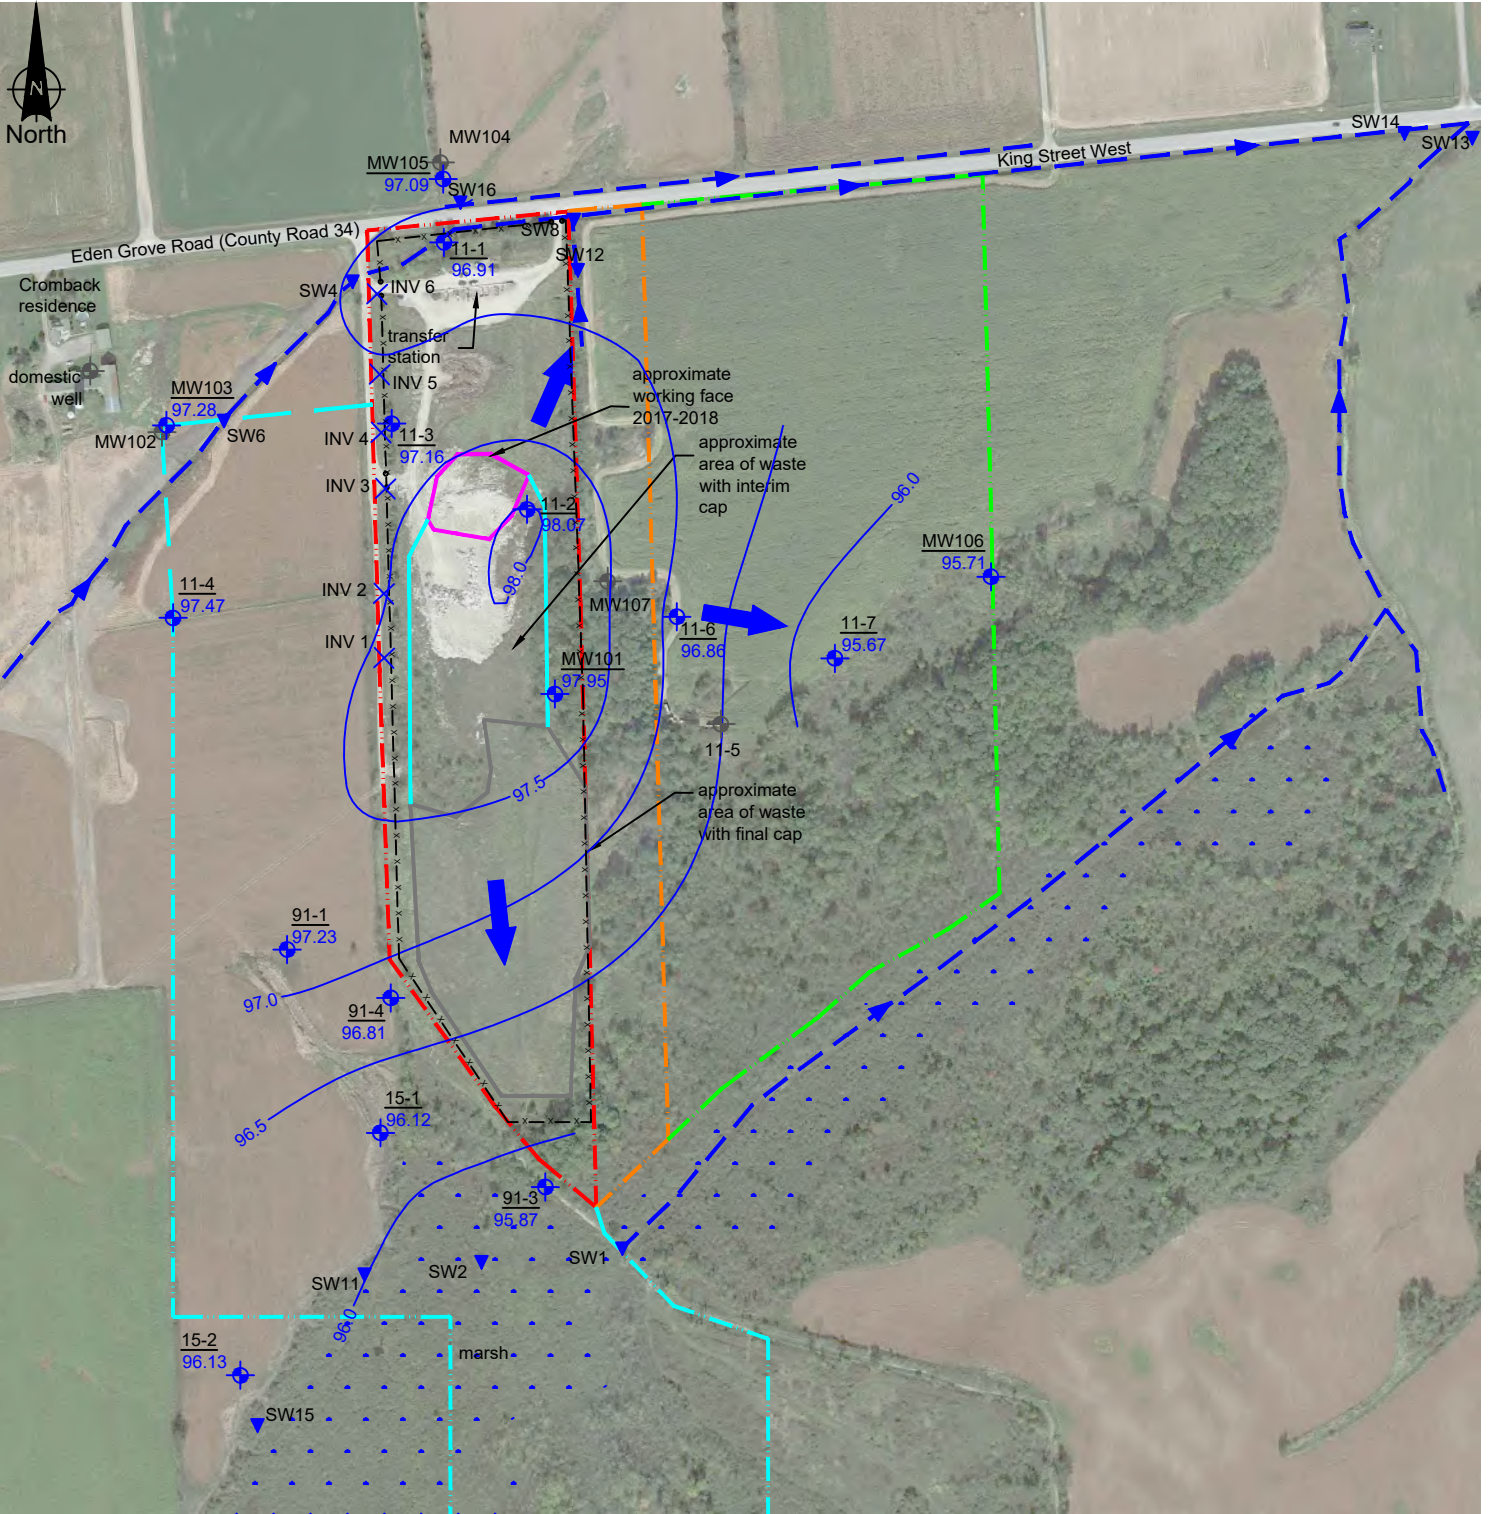 N
North
MW104
MW105
97.09
SW16
SW14
SW13
King Street West
Eden Grove Road (County Road 34)
SW8
SW12
11-1
96.91
Cromback
residence
SW4
INV 6
transfer
station
domestic
well
INV 5
approximate
working face
2017-2018
MW103
97.28
SW6
MW102
INV 4
11-3
97.16
approximate
area of waste
with interim
cap
INV 3
11-2
98.07
96.0
MW106
95.71
98.0
INV 2
11-4
97.47
MW107
11-6
96.86
11-7
95.67
INV 1
MW101
97.95
11-5
97.5
approximate
area of waste
with final cap
91-1
97.23
97.0
91-4
96.81
15-1
96.12
96.5
91-3
95.87
SW1
SW2
SW11
96.0
15-2
96.13
marsh
SW15